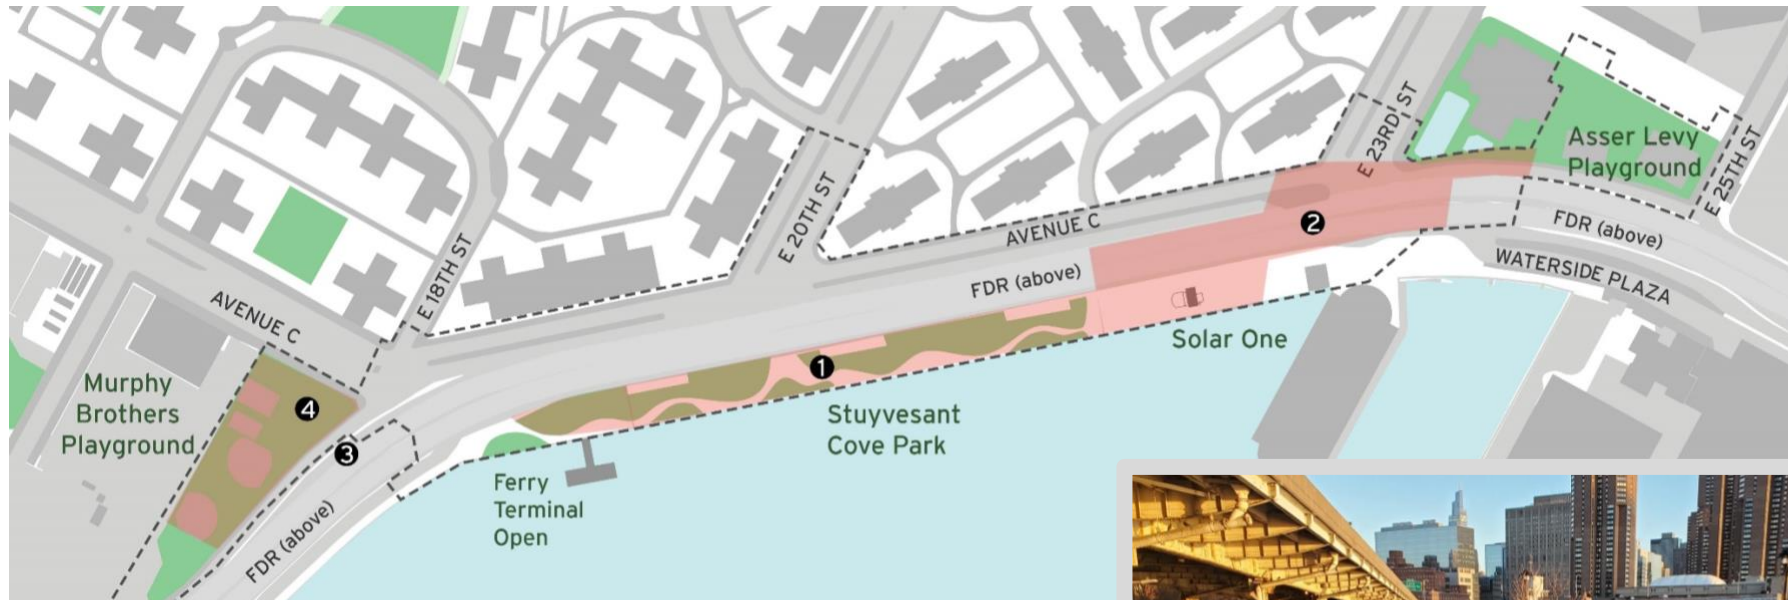 E 23RD ST
Asser Levy
Playground
E 25TH ST
E 20TH ST
AVENUE C
2
FDR (above)
E 18TH ST
FDR (above)
WATERSIDE PLAZA
AVENUE C
Solar One
1
Murphy
Brothers
Playground
4
Stuyvesant
Cove Park
3
Ferry
Terminal
Open
FDR (above)